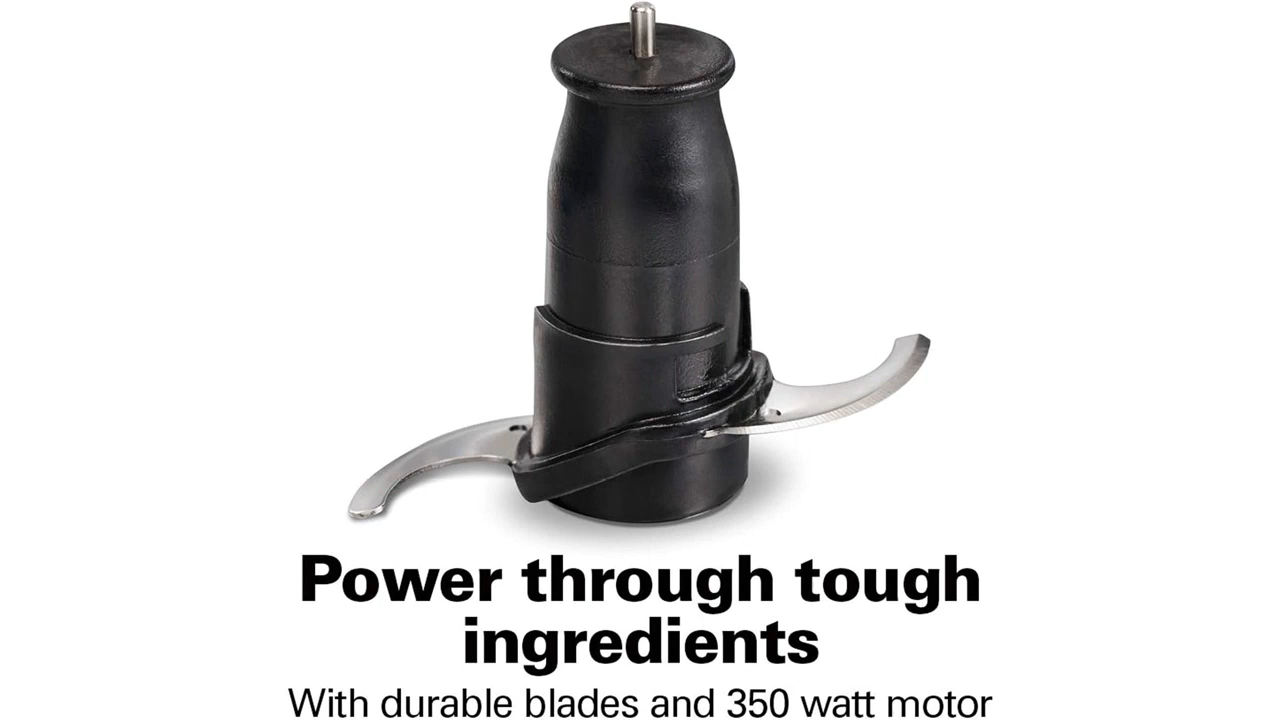 Power through tough
ingredients
With durable blades and 350 watt motor